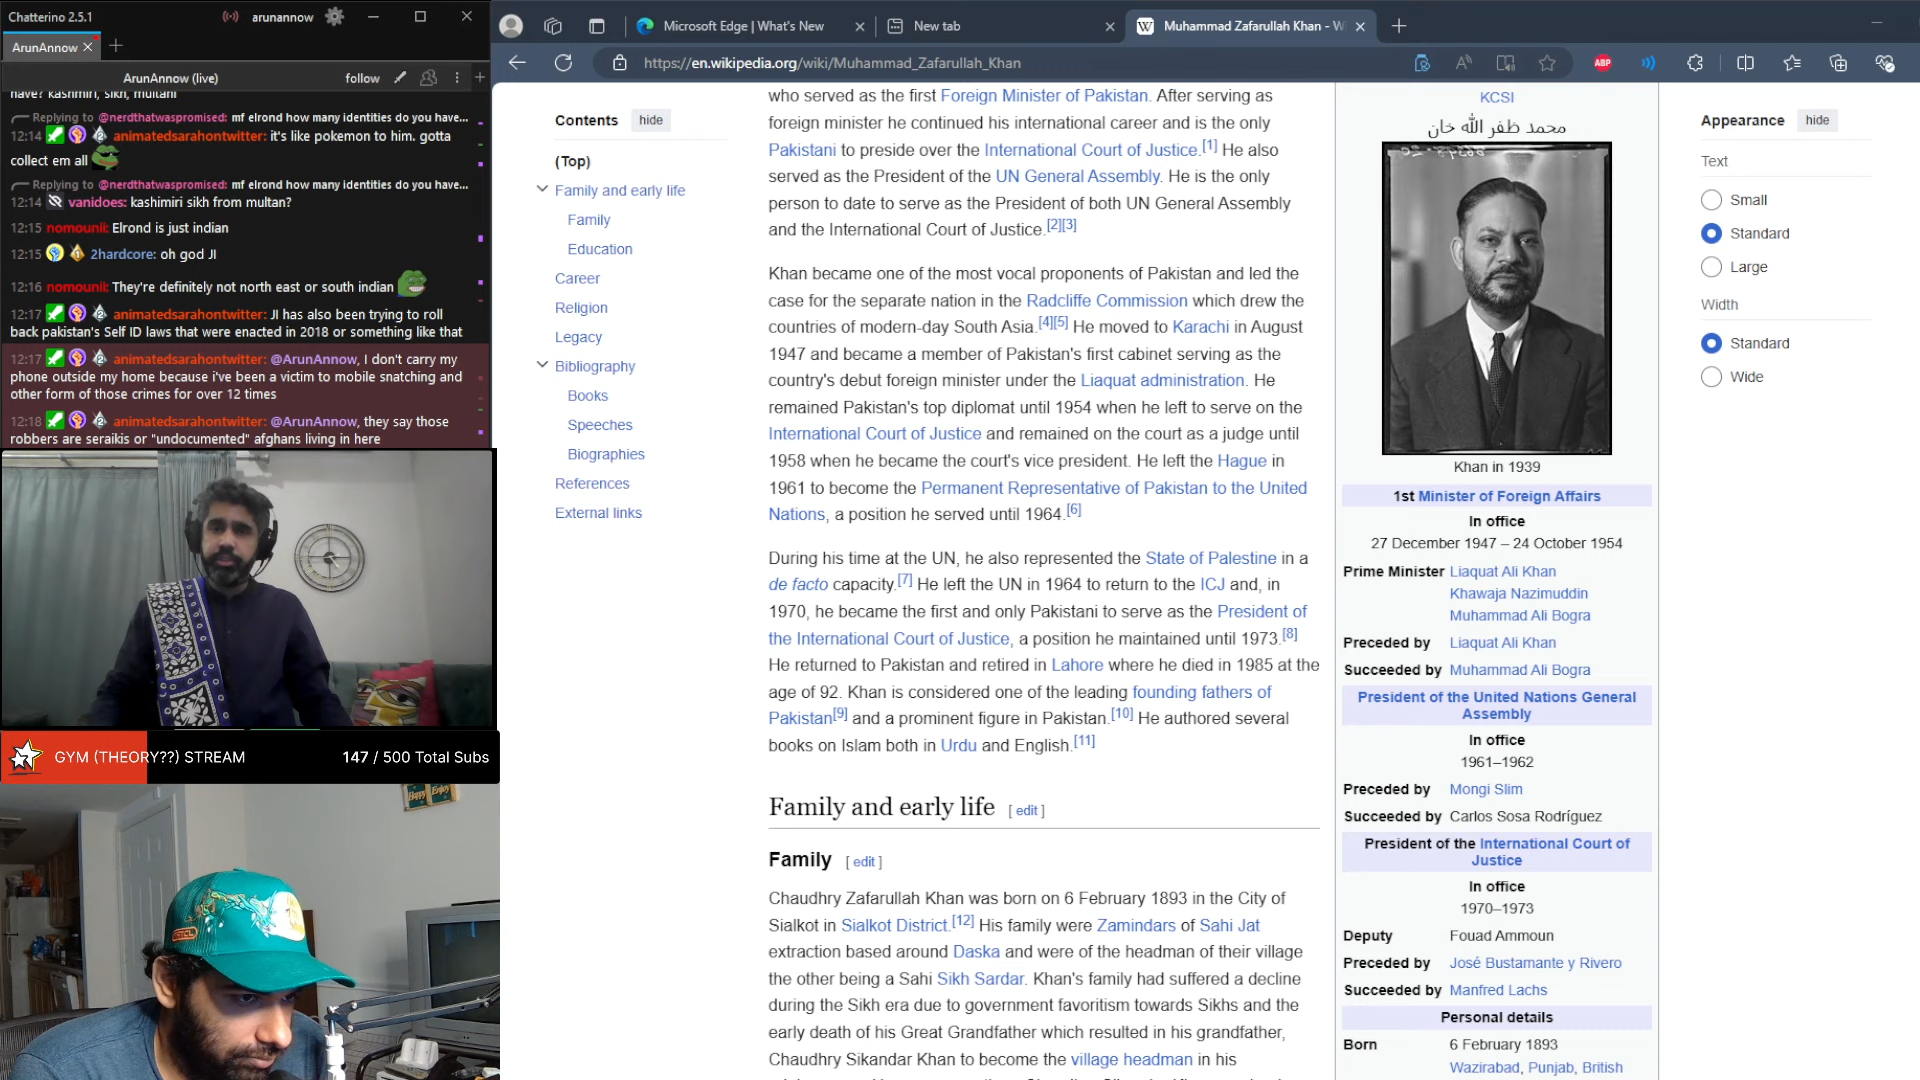 Chatterino 2.5.1
arunannow
ArunAnnow
ArunAnnow (live)
follow
have? kashmiri, sikh, multani
Replying to @nerdthatwaspromised: mf elrond how many identities do you have...
12:14 animatedsarahontwitter: it's like pokemon to him. gotta
collect em all
Replying to @nerdthatwaspromised: mf elrond how many identities do you have...
12:14 vanidoes: kashimiri sikh from multan?
12:15 nomounii: Elrond is just indian
12:15 2hardcore: oh god JI
12:16 nomounii: They're definitely not north east or south indian
12:17 animatedsarahontwitter: JI has also been trying to roll
back pakistan's Self ID laws that were enacted in 2018 or something like that
12:17 animatedsarahontwitter: @ArunAnnow, I don't carry my
phone outside my home because i've been a victim to mobile snatching and
other form of those crimes for over 12 times
12:18 animatedsarahontwitter: @ArunAnnow, they say those
robbers are seraikis or "undocumented" afghans living in here
GYM (THEORY??) STREAM
147 / 500 Total Subs
Microsoft Edge | What's New
New tab
Muhammad Zafarullah Khan - W
https://en.wikipedia.org/wiki/Muhammad_Zafarullah_Khan
ABP
Contents
hide
(Top)
Family and early life
Family
Education
Career
Religion
Legacy
Bibliography
Books
Speeches
Biographies
References
External links
who served as the first Foreign Minister of Pakistan. After serving as
foreign minister he continued his international career and is the only
Pakistani to preside over the International Court of Justice.[1] He also
served as the President of the UN General Assembly. He is the only
person to date to serve as the President of both UN General Assembly
and the International Court of Justice.[2][3]
Khan became one of the most vocal proponents of Pakistan and led the
case for the separate nation in the Radcliffe Commission which drew the
countries of modern-day South Asia.[4][5] He moved to Karachi in August
1947 and became a member of Pakistan's first cabinet serving as the
country's debut foreign minister under the Liaquat administration. He
remained Pakistan's top diplomat until 1954 when he left to serve on the
International Court of Justice and remained on the court as a judge until
1958 when he became the court's vice president. He left the Hague in
1961 to become the Permanent Representative of Pakistan to the United
Nations, a position he served until 1964.[6]
During his time at the UN, he also represented the State of Palestine in a
de facto capacity.[7] He left the UN in 1964 to return to the ICJ and, in
1970, he became the first and only Pakistani to serve as the President of
the International Court of Justice, a position he maintained until 1973.[8]
He returned to Pakistan and retired in Lahore where he died in 1985 at the
age of 92. Khan is considered one of the leading founding fathers of
Pakistan[9] and a prominent figure in Pakistan.[10] He authored several
books on Islam both in Urdu and English.[11]
Family and early life [ edit ]
Family [ edit ]
Chaudhry Zafarullah Khan was born on 6 February 1893 in the City of
Sialkot in Sialkot District.[12] His family were Zamindars of Sahi Jat
extraction based around Daska and were of the headman of their village
the other being a Sahi Sikh Sardar. Khan's family had suffered a decline
during the Sikh era due to government favoritism towards Sikhs and the
early death of his Great Grandfather which resulted in his grandfather,
Chaudhry Sikandar Khan to become the village headman in his
KCSI
محمد ظفر الله خان
Khan in 1939
1st Minister of Foreign Affairs
In office
27 December 1947 – 24 October 1954
Prime Minister Liaquat Ali Khan
Khawaja Nazimuddin
Muhammad Ali Bogra
Preceded by Liaquat Ali Khan
Succeeded by Muhammad Ali Bogra
President of the United Nations General
Assembly
In office
1961–1962
Preceded by Mongi Slim
Succeeded by Carlos Sosa Rodríguez
President of the International Court of
Justice
In office
1970–1973
Deputy Fouad Ammoun
Preceded by José Bustamante y Rivero
Succeeded by Manfred Lachs
Personal details
Born 6 February 1893
Wazirabad, Punjab, British
Appearance
hide
Text
Small
Standard
Large
Width
Standard
Wide